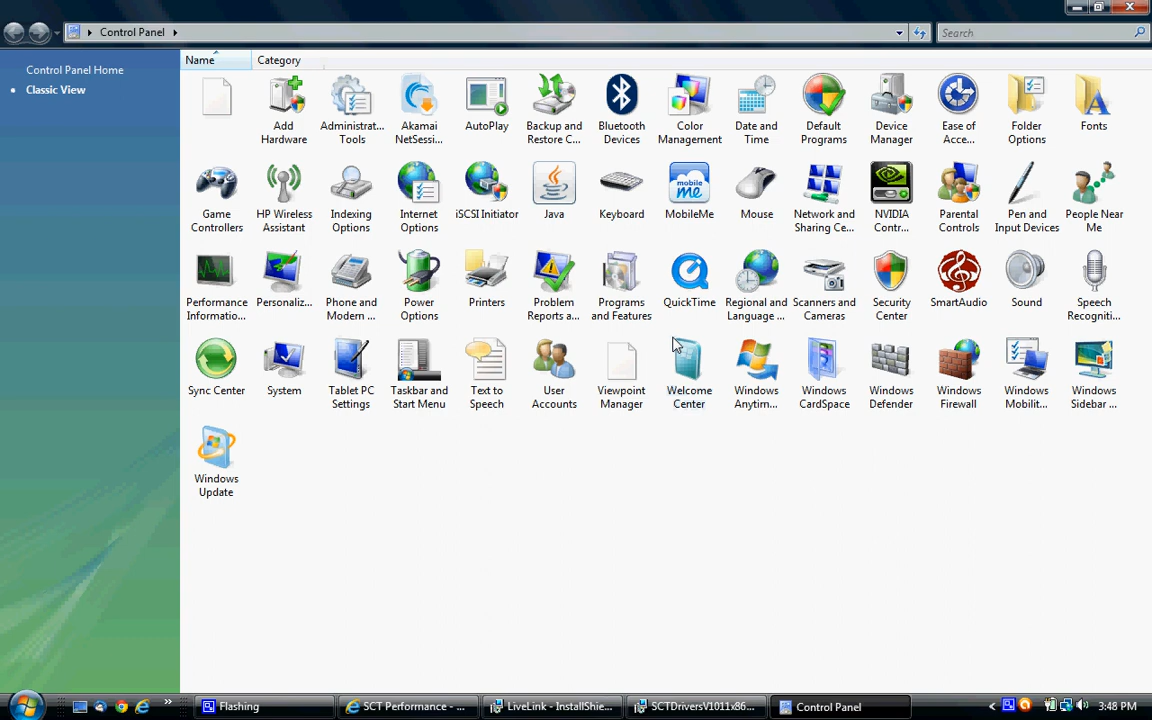 Control Panel
Search
Control Panel Home
Classic View
Name
Category
Add Hardware
Administrat... Tools
Akamai NetSessi...
AutoPlay
Backup and Restore C...
Bluetooth Devices
Color Management
Date and Time
Default Programs
Device Manager
Ease of Acce...
Folder Options
Fonts
Game Controllers
HP Wireless Assistant
Indexing Options
Internet Options
iSCSI Initiator
Java
Keyboard
mobile me
MobileMe
Mouse
Network and Sharing Ce...
NVIDIA Contr...
Parental Controls
Pen and Input Devices
People Near Me
Performance Informatio...
Personaliz...
Phone and Modem ...
Power Options
Printers
Problem Reports a...
Programs and Features
QuickTime
Regional and Language ...
Scanners and Cameras
Security Center
SmartAudio
Sound
Speech Recogniti...
Sync Center
System
Tablet PC Settings
Taskbar and Start Menu
Text to Speech
User Accounts
Viewpoint Manager
Welcome Center
Windows Anytim...
Windows CardSpace
Windows Defender
Windows Firewall
Windows Mobilit...
Windows Sidebar ...
Windows Update
Flashing
SCT Performance - ...
LiveLink - InstallShie...
SCTDriversV1011x86...
Control Panel
3:48 PM